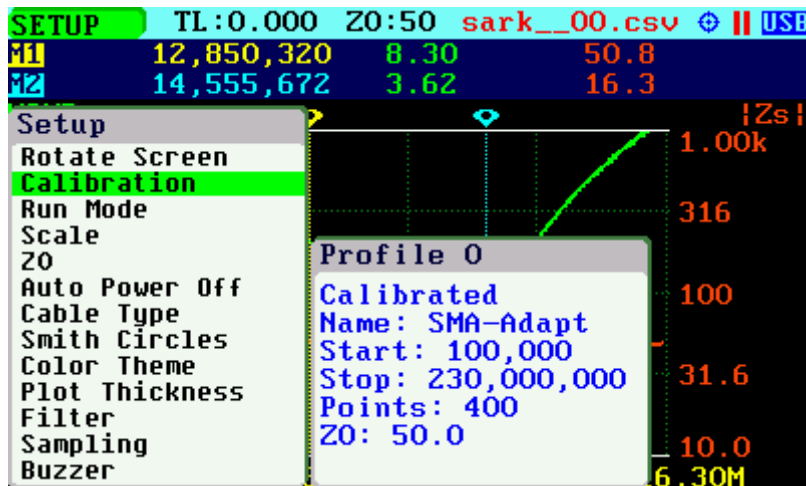 SETUP TL:0.000 Z0:50 sark__00.csv USB
M1 12,850,320 8.30 50.8
M2 14,555,672 3.62 16.3
|Zs|
Setup
Rotate Screen
Calibration
Run Mode
Scale
Z0
Auto Power Off
Cable Type
Smith Circles
Color Theme
Plot Thickness
Filter
Sampling
Buzzer
Profile 0
Calibrated
Name: SMA-Adapt
Start: 100,000
Stop: 230,000,000
Points: 400
Z0: 50.0
1.00k
316
100
31.6
10.0
6.30M